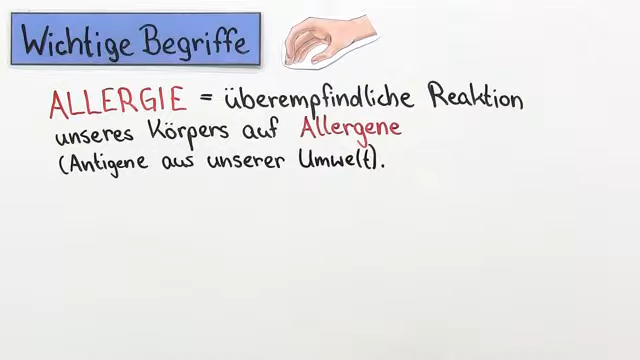 Wichtige Begriffe
ALLERGIE = überempfindliche Reaktion
unseres Körpers auf Allergene
(Antigene aus unserer Umwelt).